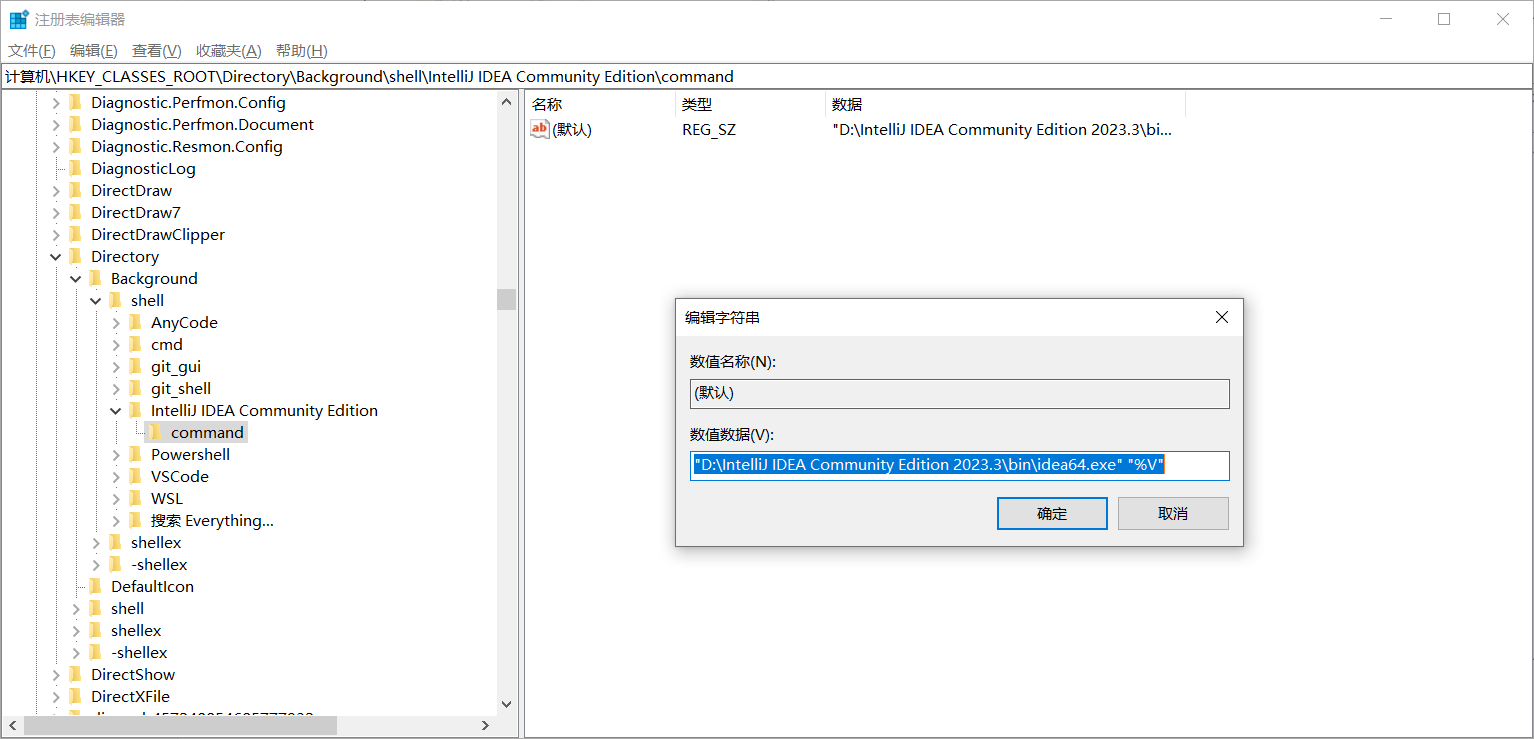 注册表编辑器
文件(F) 编辑(E) 查看(V) 收藏夹(A) 帮助(H)
计算机\HKEY_CLASSES_ROOT\Directory\Background\shell\IntelliJ IDEA Community Edition\command
Diagnostic.Perfmon.Config
Diagnostic.Perfmon.Document
Diagnostic.Resmon.Config
DiagnosticLog
DirectDraw
DirectDraw7
DirectDrawClipper
Directory
Background
shell
AnyCode
cmd
git_gui
git_shell
IntelliJ IDEA Community Edition
command
Powershell
VSCode
WSL
搜索 Everything...
shellex
-shellex
DefaultIcon
shell
shellex
-shellex
DirectShow
DirectXFile
名称 类型 数据
ab (默认) REG_SZ "D:\IntelliJ IDEA Community Edition 2023.3\bi...
编辑字符串
数值名称(N):
(默认)
数值数据(V):
"D:\IntelliJ IDEA Community Edition 2023.3\bin\idea64.exe" "%V"
确定 取消